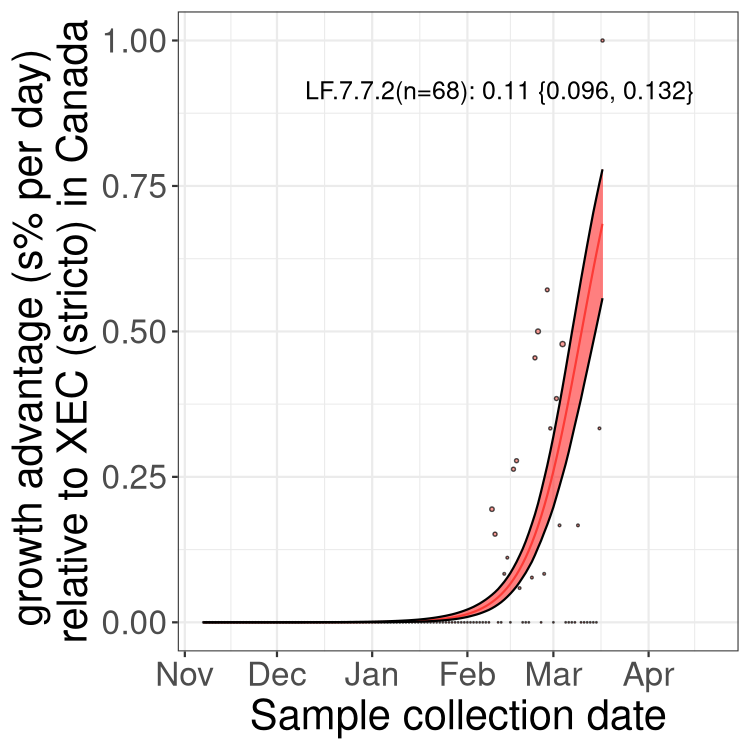 growth advantage (s% per day)
relative to XEC (stricto) in Canada
1.00
0.75
0.50
0.25
0.00
LF.7.7.2(n=68): 0.11 {0.096, 0.132}
Nov Dec Jan Feb Mar Apr
Sample collection date